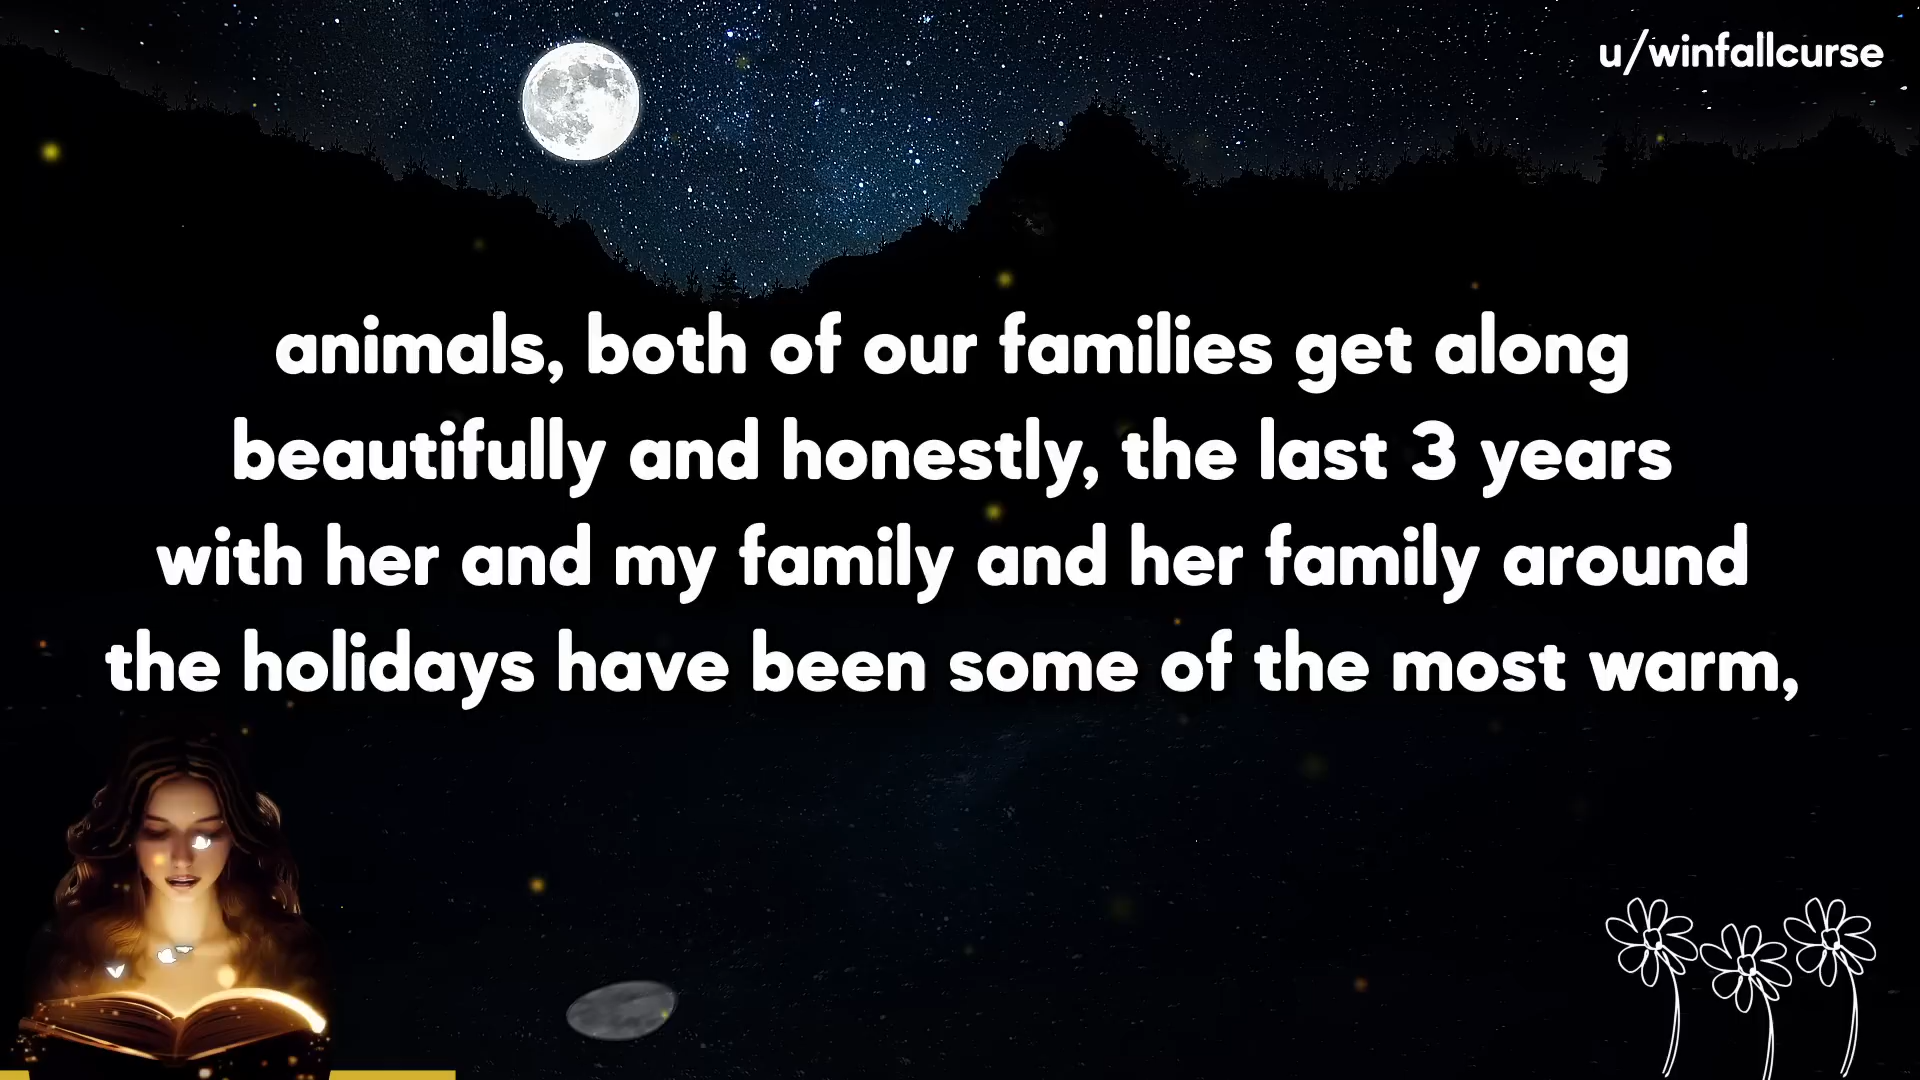 u/winfallcurse
animals, both of our families get along
beautifully and honestly, the last 3 years
with her and my family and her family around
the holidays have been some of the most warm,